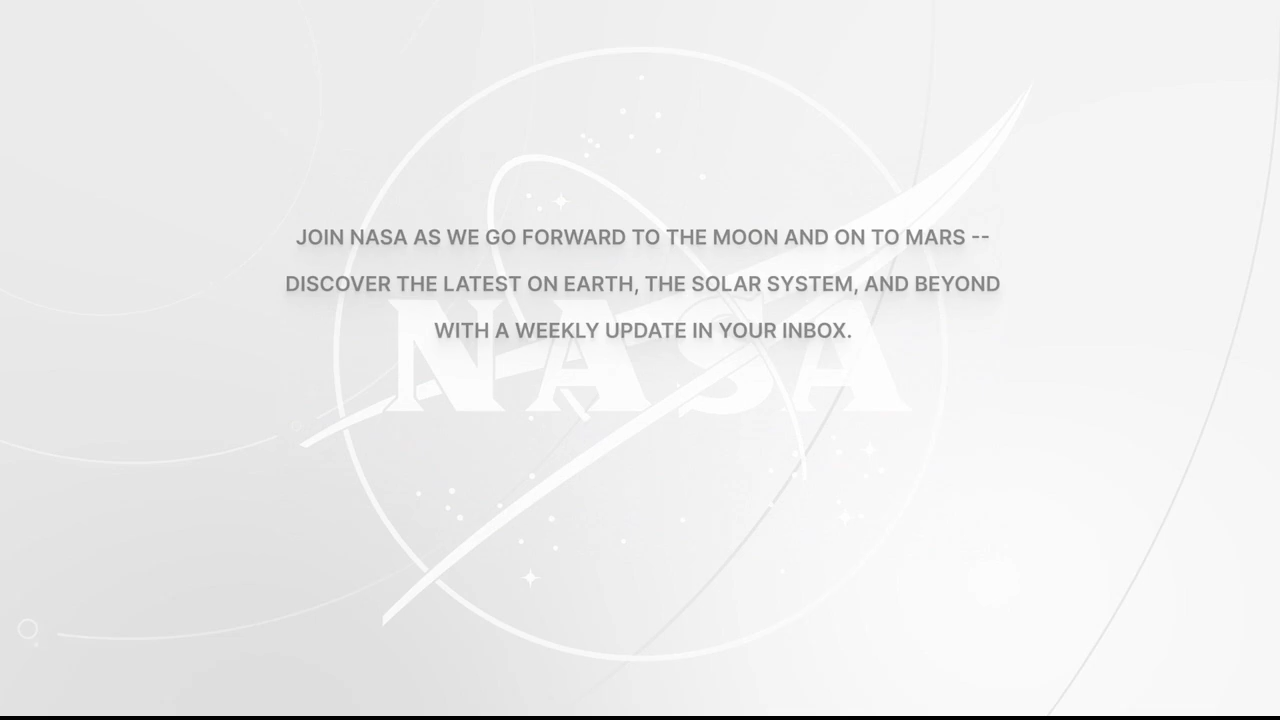 JOIN NASA AS WE GO FORWARD TO THE MOON AND ON TO MARS --
DISCOVER THE LATEST ON EARTH, THE SOLAR SYSTEM, AND BEYOND
WITH A WEEKLY UPDATE IN YOUR INBOX.
NASA